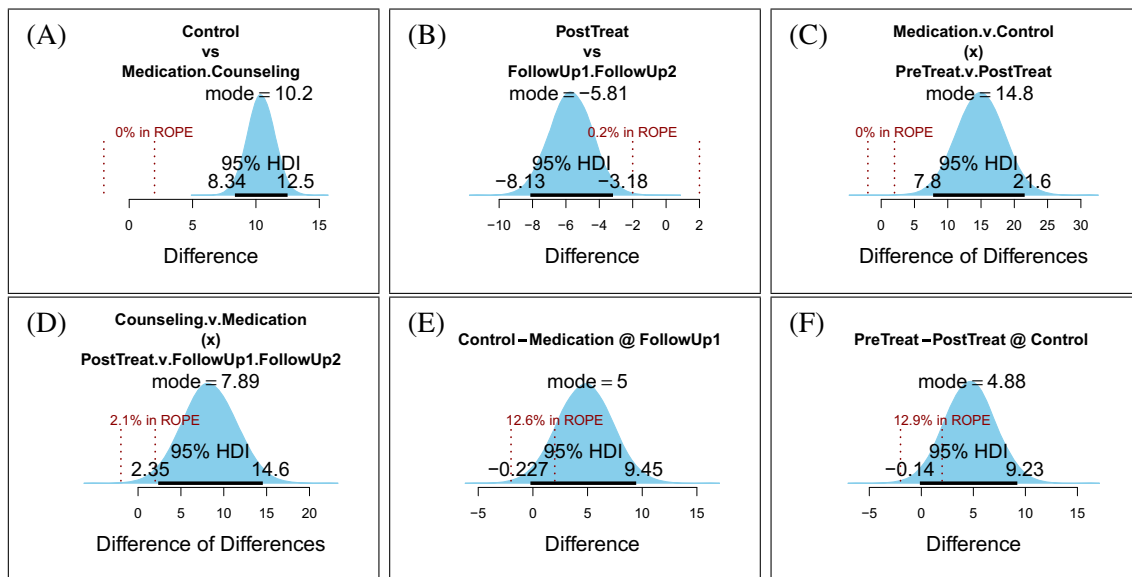 (A)
Control
vs
Medication.Counseling
mode = 10.2
0% in ROPE
95% HDI
8.34 12.5
0 5 10 15
Difference
(B)
PostTreat
vs
FollowUp1.FollowUp2
mode = −5.81
0.2% in ROPE
95% HDI
−8.13 −3.18
−10 −8 −6 −4 −2 0 2
Difference
(C)
Medication.v.Control
(x)
PreTreat.v.PostTreat
mode = 14.8
0% in ROPE
95% HDI
7.8 21.6
0 5 10 15 20 25 30
Difference of Differences
(D)
Counseling.v.Medication
(x)
PostTreat.v.FollowUp1.FollowUp2
mode = 7.89
2.1% in ROPE
95% HDI
2.35 14.6
0 5 10 15 20
Difference of Differences
(E)
Control−Medication @ FollowUp1
mode = 5
12.6% in ROPE
95% HDI
−0.227 9.45
−5 0 5 10 15
Difference
(F)
PreTreat−PostTreat @ Control
mode = 4.88
12.9% in ROPE
95% HDI
−0.14 9.23
−5 0 5 10 15
Difference